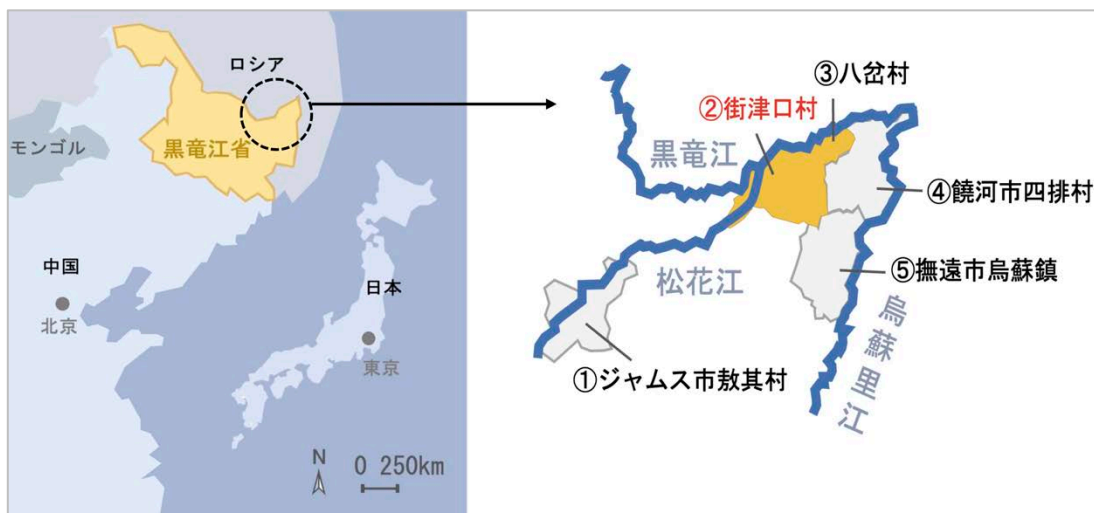 ロシア
モンゴル
黒竜江省
中国
北京
日本
東京
N
0 250km
③八岔村
②街津口村
黒竜江
④饒河市四排村
松花江
⑤撫遠市烏蘇鎮
烏蘇里江
①ジャムス市敖其村